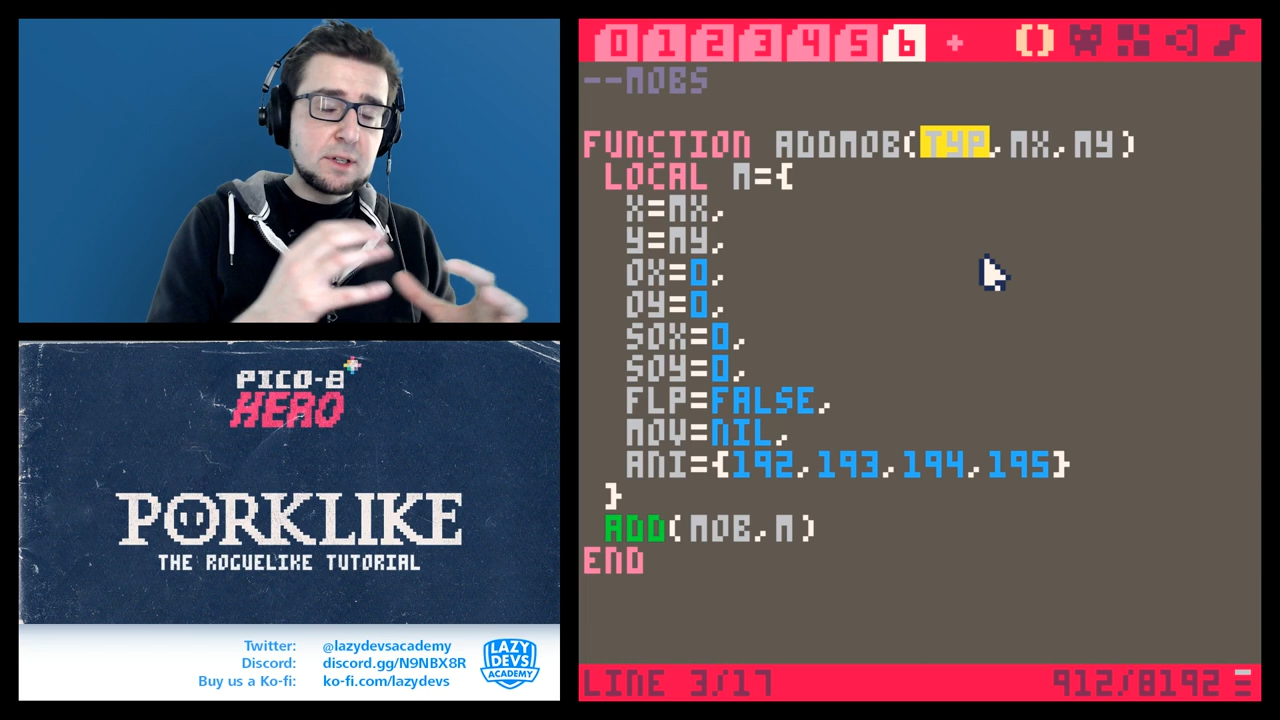 0 1 2 3 4 5 6 +
--MOBS
FUNCTION ADDMOB(TYP,MX,MY)
LOCAL M={
X=MX,
Y=MY,
OX=0,
OY=0,
SOX=0,
SOY=0,
FLP=FALSE,
MOV=NIL,
ANI={192,193,194,195}
}
ADD(MOB,M)
END
LINE 3/17 912/8192
PICO-8
HERO
PORKLIKE
THE ROGUELIKE TUTORIAL
Twitter: @lazydevsacademy
Discord: discord.gg/N9NBX8R
Buy us a Ko-fi: ko-fi.com/lazydevs
LAZY
DEVS
ACADEMY